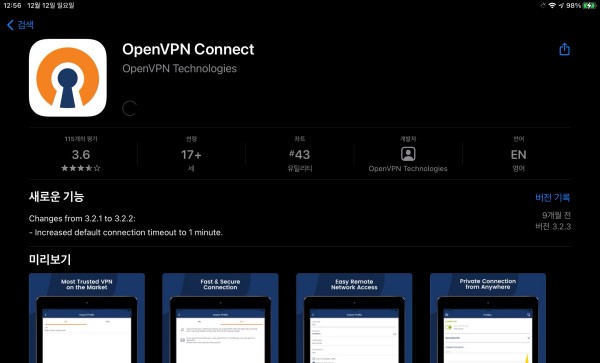 12:56 12월 12일 일요일 98%
검색
OpenVPN Connect
OpenVPN Technologies
115개의 평가 연령 차트 개발자 언어
3.6 17+ #43 EN
세 유틸리티 OpenVPN Technologies 영어
새로운 기능 버전 기록
Changes from 3.2.1 to 3.2.2: 9개월 전
- Increased default connection timeout to 1 minute. 버전 3.2.3
미리보기
Most Trusted VPN on the Market
Fast & Secure Connection
Easy Remote Network Access
Private Connection from Anywhere